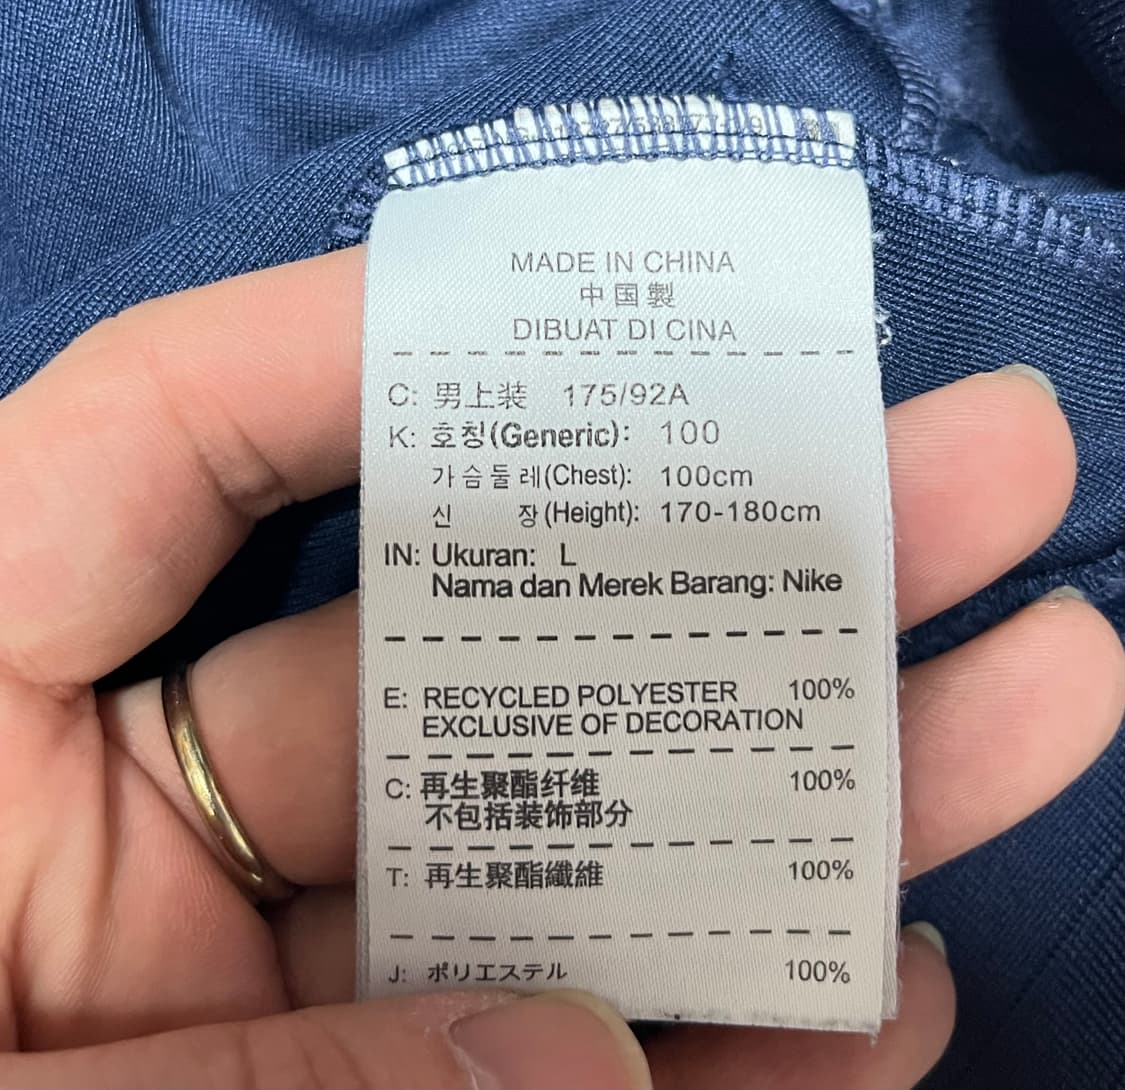 MADE IN CHINA
中国製
DIBUAT DI CINA
C: 男上装 175/92A
K: 호칭(Generic): 100
가슴둘레(Chest): 100cm
신 장(Height): 170-180cm
IN: Ukuran: L
Nama dan Merek Barang: Nike
E: RECYCLED POLYESTER 100%
EXCLUSIVE OF DECORATION
C: 再生聚酯纤维 100%
不包括装饰部分
T: 再生聚酯纖維 100%
J: ポリエステル 100%